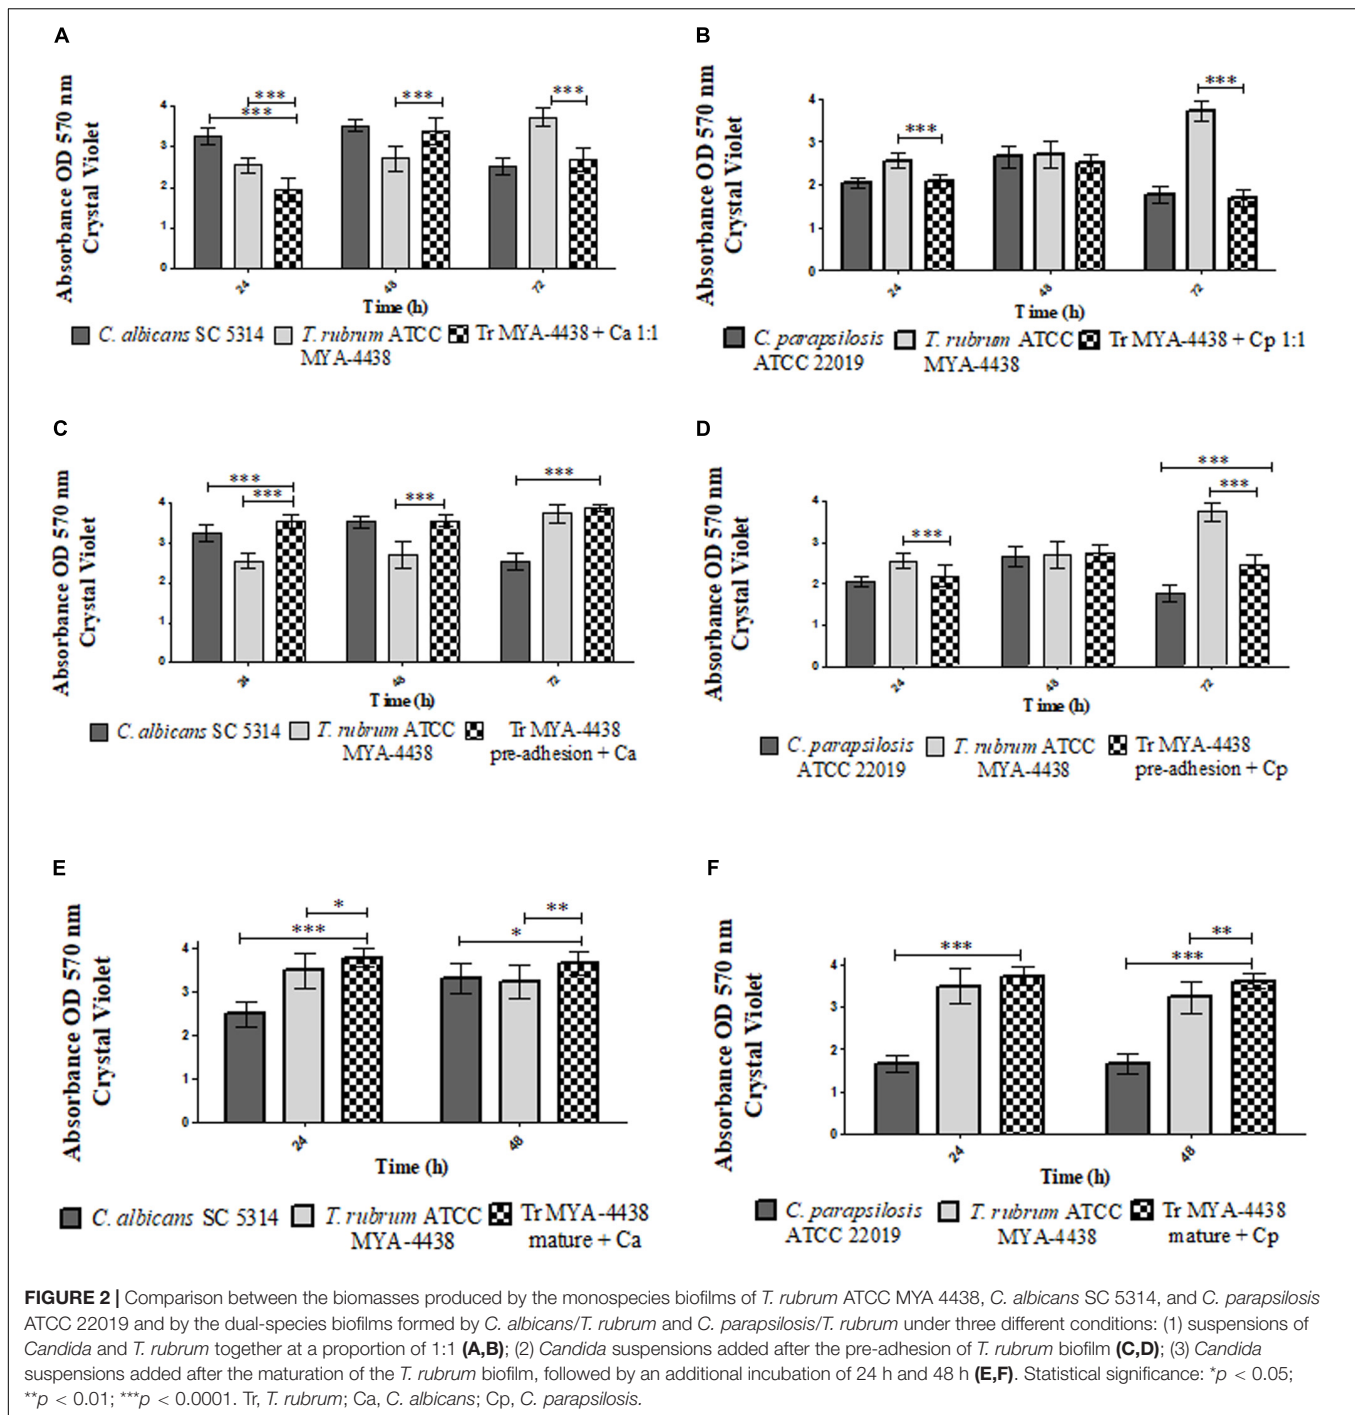 A
Absorbance OD 570 nm
Crystal Violet
4
3
2
1
0
***
***
***
***
24
48
72
Time (h)
C. albicans SC 5314
T. rubrum ATCC
MYA-4438
Tr MYA-4438 + Ca 1:1
B
Absorbance OD 570 nm
Crystal Violet
4
3
2
1
0
***
***
24
48
72
Time (h)
C. parapsilosis
ATCC 22019
T. rubrum ATCC
MYA-4438
Tr MYA-4438 + Cp 1:1
C
Absorbance OD 570 nm
Crystal Violet
4
3
2
1
0
***
***
***
***
24
48
72
Time (h)
C. albicans SC 5314
T. rubrum ATCC
MYA-4438
Tr MYA-4438
pre-adhesion + Ca
D
Absorbance OD 570 nm
Crystal Violet
4
3
2
1
0
***
***
***
24
48
72
Time (h)
C. parapsilosis
ATCC 22019
T. rubrum ATCC
MYA-4438
Tr MYA-4438
pre-adhesion + Cp
E
Absorbance OD 570 nm
Crystal Violet
4
3
2
1
0
*
***
**
*
24
48
Time (h)
C. albicans SC 5314
T. rubrum ATCC
MYA-4438
Tr MYA-4438
mature + Ca
F
Absorbance OD 570 nm
Crystal Violet
4
3
2
1
0
***
**
***
24
48
Time (h)
C. parapsilosis
ATCC 22019
T. rubrum ATCC
MYA-4438
Tr MYA-4438
mature + Cp
FIGURE 2 | Comparison between the biomasses produced by the monospecies biofilms of T. rubrum ATCC MYA 4438, C. albicans SC 5314, and C. parapsilosis
ATCC 22019 and by the dual-species biofilms formed by C. albicans/T. rubrum and C. parapsilosis/T. rubrum under three different conditions: (1) suspensions of
Candida and T. rubrum together at a proportion of 1:1 (A,B); (2) Candida suspensions added after the pre-adhesion of T. rubrum biofilm (C,D); (3) Candida
suspensions added after the maturation of the T. rubrum biofilm, followed by an additional incubation of 24 h and 48 h (E,F). Statistical significance: *p < 0.05;
**p < 0.01; ***p < 0.0001. Tr, T. rubrum; Ca, C. albicans; Cp, C. parapsilosis.